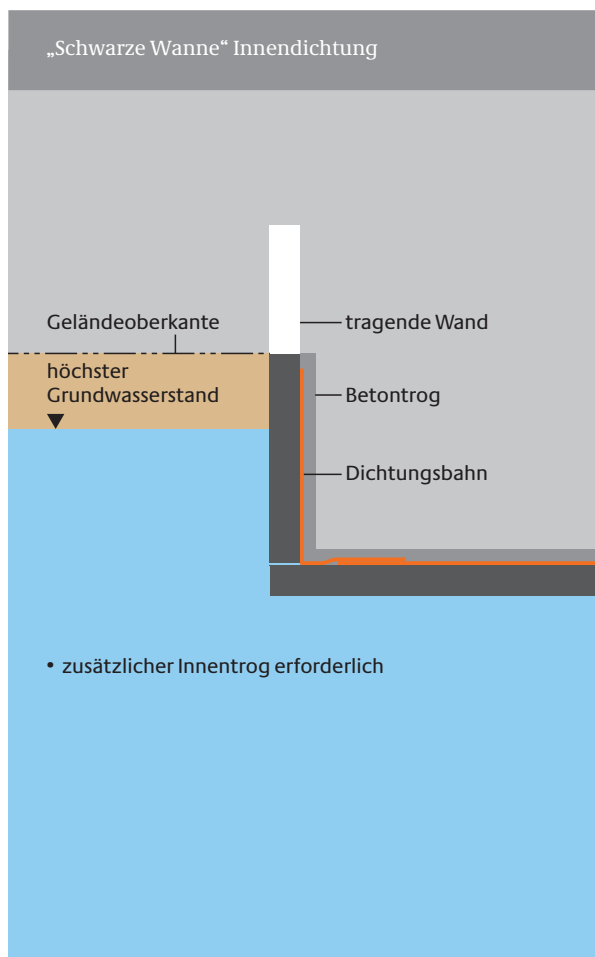 „Schwarze Wanne“ Innendichtung
Geländeoberkante
tragende Wand
höchster
Grundwasserstand
Betontrog
Dichtungsbahn
• zusätzlicher Innentrog erforderlich